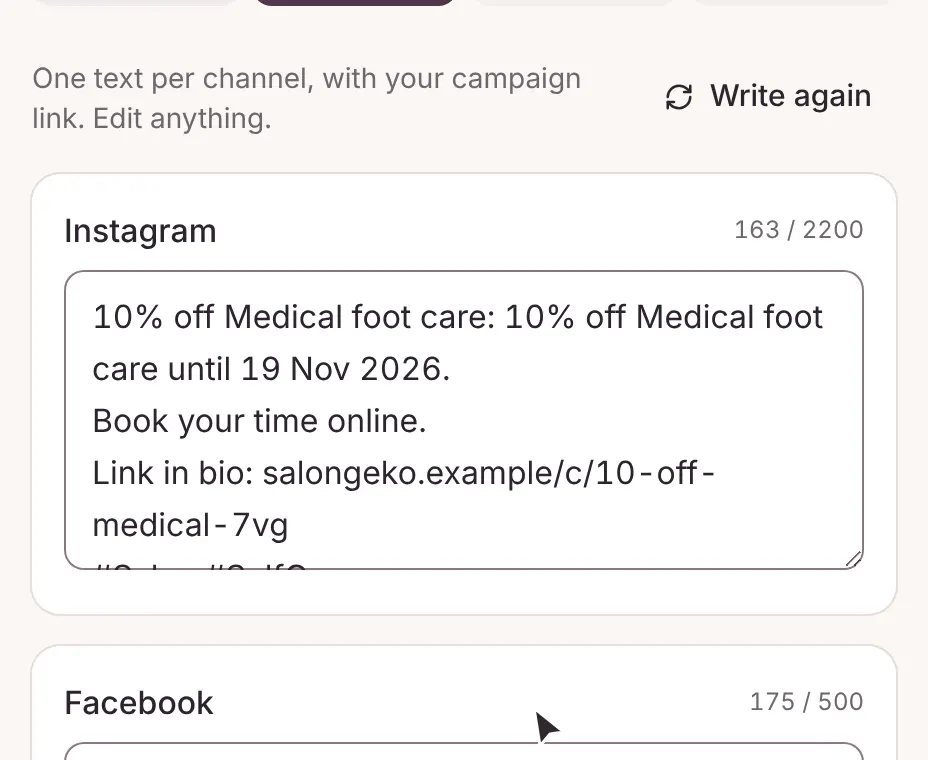 One text per channel, with your campaign
link. Edit anything.
Write again
Instagram
163 / 2200
10% off Medical foot care: 10% off Medical foot
care until 19 Nov 2026.
Book your time online.
Link in bio: salongeko.example/c/10-off-
medical-7vg
Facebook
175 / 500